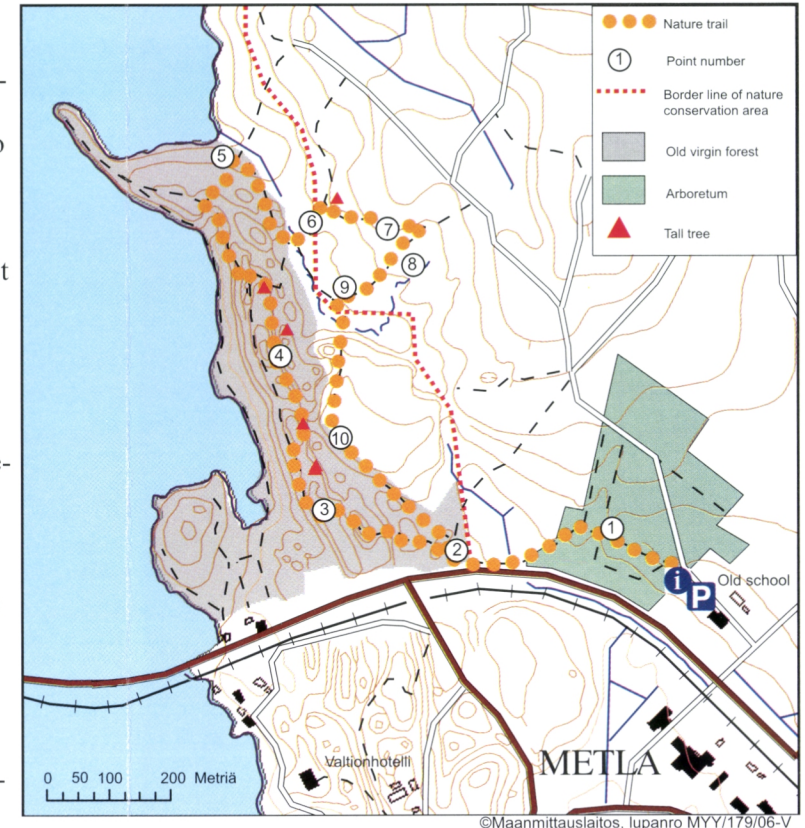 Nature trail
1 Point number
Border line of nature
conservation area
Old virgin forest
Arboretum
Tall tree
5
6
7
8
9
4
10
3
2
1
i
P Old school
Valtionhotelli
METLA
0 50 100 200 Metriä
©Maanmittauslaitos, lupanro MYY/179/06-V